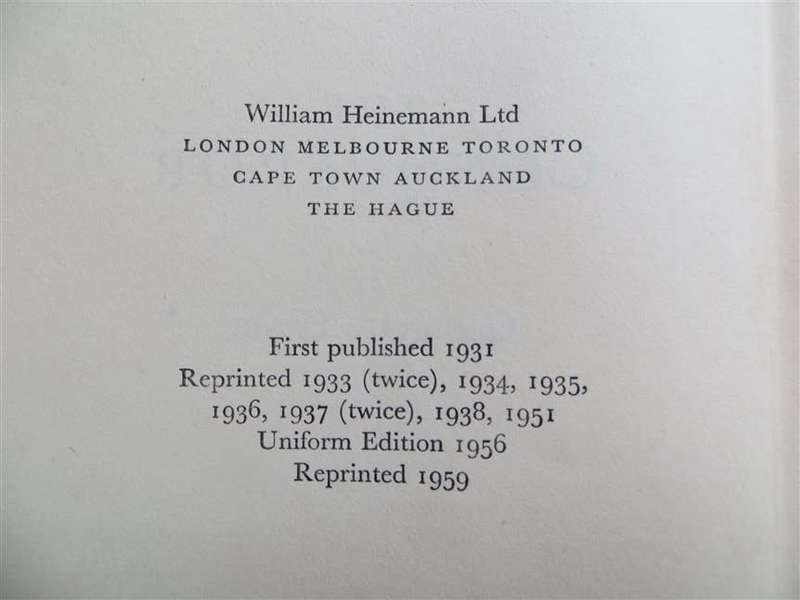 William Heinemann Ltd
LONDON MELBOURNE TORONTO
CAPE TOWN AUCKLAND
THE HAGUE
First published 1931
Reprinted 1933 (twice), 1934, 1935,
1936, 1937 (twice), 1938, 1951
Uniform Edition 1956
Reprinted 1959